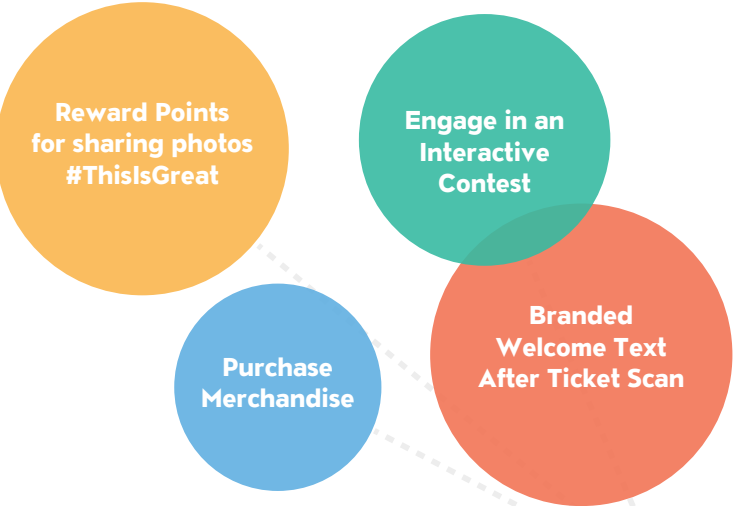 Reward Points
for sharing photos
#ThisIsGreat
Engage in an
Interactive
Contest
Purchase
Merchandise
Branded
Welcome Text
After Ticket Scan